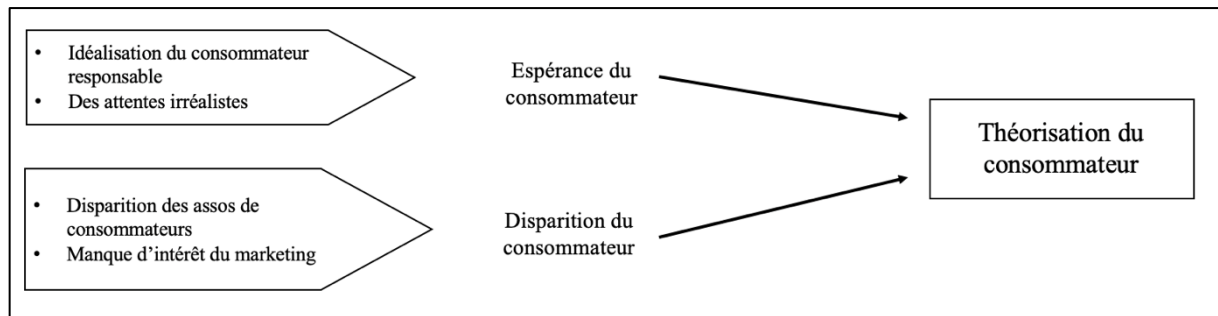 • Idéalisation du consommateur
responsable
• Des attentes irréalistes
Espérance du
consommateur
Théorisation du
consommateur
• Disparition des assos de
consommateurs
• Manque d’intérêt du marketing
Disparition du
consommateur